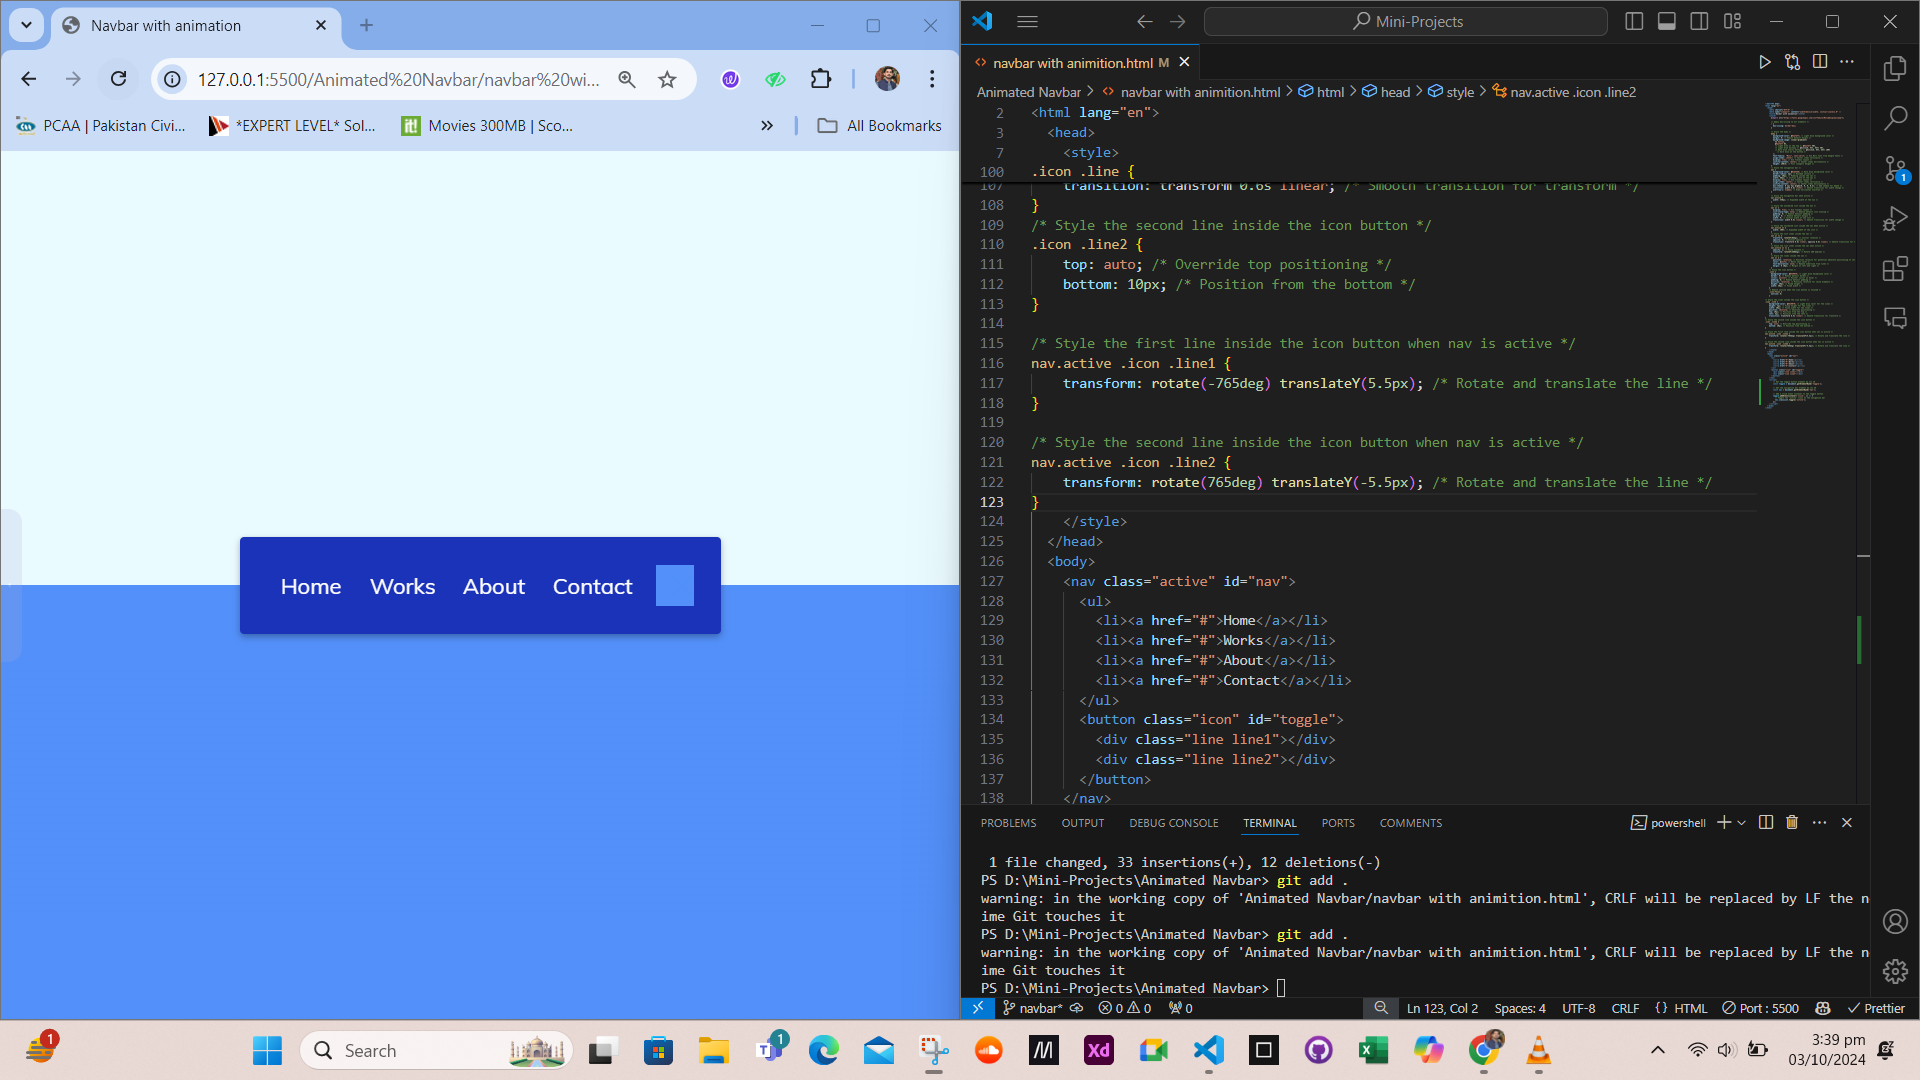 Navbar with animation
127.0.0.1:5500/Animated%20Navbar/navbar%20wi...
PCAA | Pakistan Civi...
*EXPERT LEVEL* Sol...
Movies 300MB | Sco...
All Bookmarks
Home
Works
About
Contact
Mini-Projects
navbar with animition.html M
Animated Navbar > navbar with animition.html > html > head > style > nav.active .icon .line2
2 <html lang="en">
3 <head>
7 <style>
100 .icon .line {
107 transition: transform 0.6s linear; /* Smooth transition for transform */
108 }
109 /* Style the second line inside the icon button */
110 .icon .line2 {
111 top: auto; /* Override top positioning */
112 bottom: 10px; /* Position from the bottom */
113 }
114
115 /* Style the first line inside the icon button when nav is active */
116 nav.active .icon .line1 {
117 transform: rotate(-765deg) translateY(5.5px); /* Rotate and translate the line */
118 }
119
120 /* Style the second line inside the icon button when nav is active */
121 nav.active .icon .line2 {
122 transform: rotate(765deg) translateY(-5.5px); /* Rotate and translate the line */
123 }
124 </style>
125 </head>
126 <body>
127 <nav class="active" id="nav">
128 <ul>
129 <li><a href="#">Home</a></li>
130 <li><a href="#">Works</a></li>
131 <li><a href="#">About</a></li>
132 <li><a href="#">Contact</a></li>
133 </ul>
134 <button class="icon" id="toggle">
135 <div class="line line1"></div>
136 <div class="line line2"></div>
137 </button>
138 </nav>
PROBLEMS OUTPUT DEBUG CONSOLE TERMINAL PORTS COMMENTS
powershell
1 file changed, 33 insertions(+), 12 deletions(-)
PS D:\Mini-Projects\Animated Navbar> git add .
warning: in the working copy of 'Animated Navbar/navbar with animition.html', CRLF will be replaced by LF the n
ime Git touches it
PS D:\Mini-Projects\Animated Navbar> git add .
warning: in the working copy of 'Animated Navbar/navbar with animition.html', CRLF will be replaced by LF the n
ime Git touches it
PS D:\Mini-Projects\Animated Navbar>
navbar* 0 0 0
Ln 123, Col 2 Spaces: 4 UTF-8 CRLF HTML Port : 5500 Prettier
1
1
Search
1
Xd
3:39 pm
03/10/2024